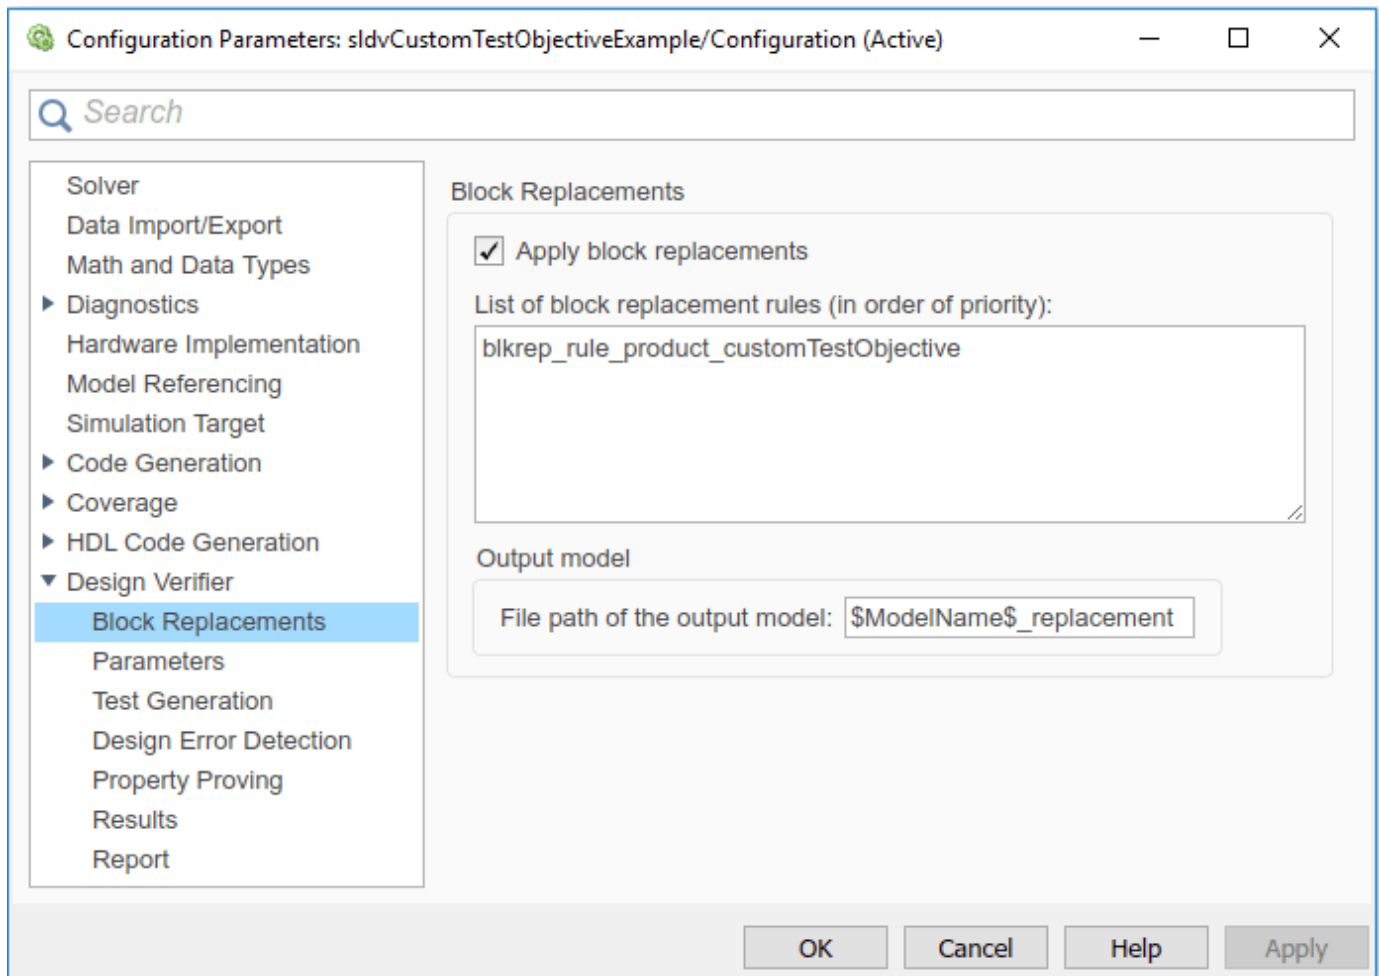 Configuration Parameters: sldvCustomTestObjectiveExample/Configuration (Active)
Search
Solver
Data Import/Export
Math and Data Types
Diagnostics
Hardware Implementation
Model Referencing
Simulation Target
Code Generation
Coverage
HDL Code Generation
Design Verifier
Block Replacements
Parameters
Test Generation
Design Error Detection
Property Proving
Results
Report
Block Replacements
Apply block replacements
List of block replacement rules (in order of priority):
blkrep_rule_product_customTestObjective
Output model
File path of the output model: $ModelName$_replacement
OK Cancel Help Apply